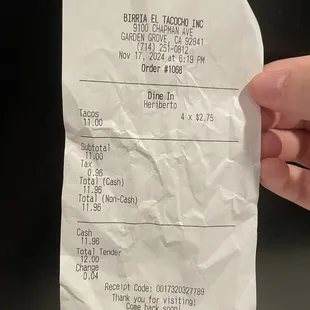 BIRRIA EL TACOCHO INC
9100 CHAPMAN AVE
GARDEN GROVE, CA 92841
(714) 251-0812
Nov 17, 2024 at 6:19 PM
Order #1068
Dine In
Heriberto
Tacos 4 x $2.75
11.00
Subtotal
11.00
Tax
0.96
Total (Cash)
11.96
Total (Non-Cash)
11.96
Cash
11.96
Total Tender
12.00
Change
0.04
Receipt Code: 0017320327789
Thank you for visiting!
Come back soon!